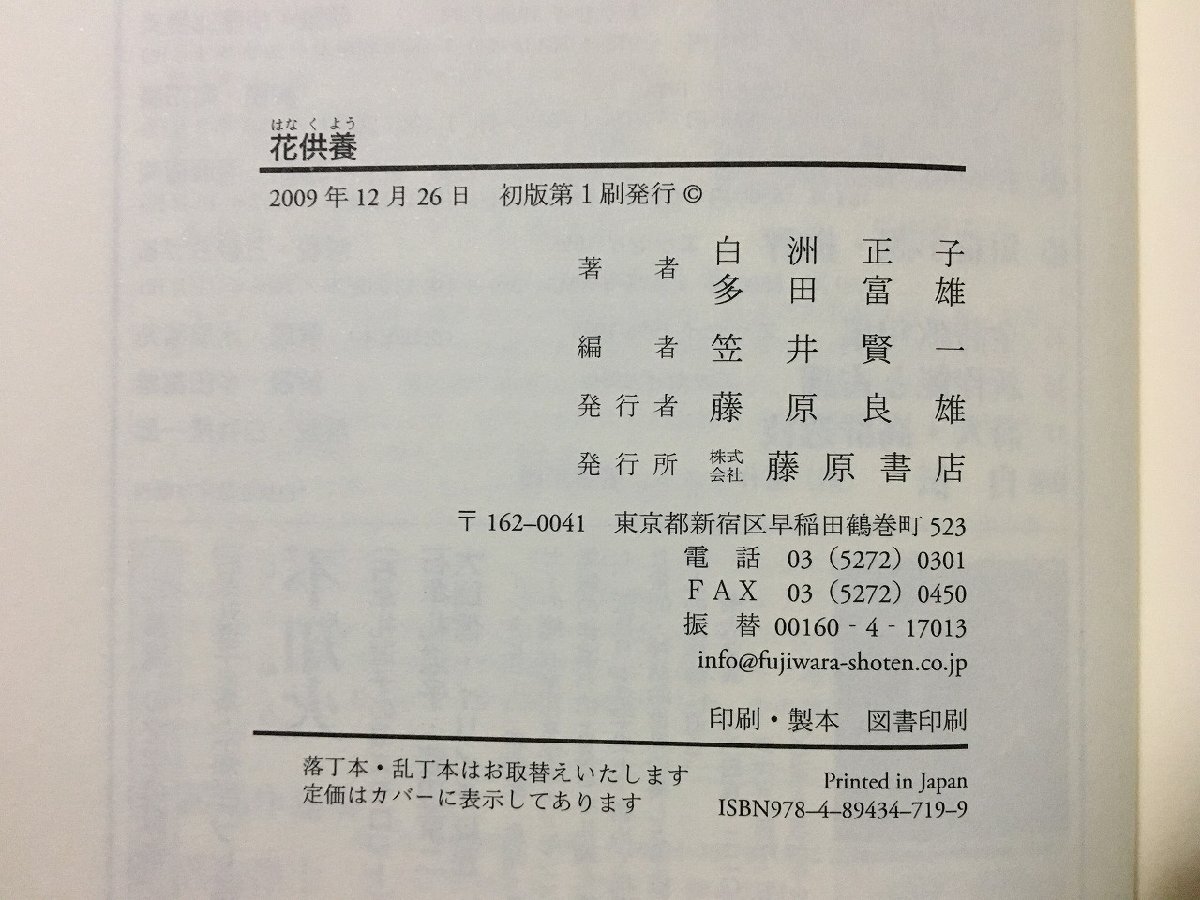 はなくよう
花供養
2009年12月26日　初版第1刷発行©
著者　白洲正子
多田富雄
編者　笠井賢一
発行者　藤原良雄
発行所　株式会社　藤原書店
〒162–0041　東京都新宿区早稲田鶴巻町523
電話　03（5272）0301
ＦＡＸ　03（5272）0450
振替　00160‐4‐17013
info@fujiwara-shoten.co.jp
印刷・製本　図書印刷
落丁本・乱丁本はお取替えいたします
定価はカバーに表示してあります
Printed in Japan
ISBN978–4–89434–719–9